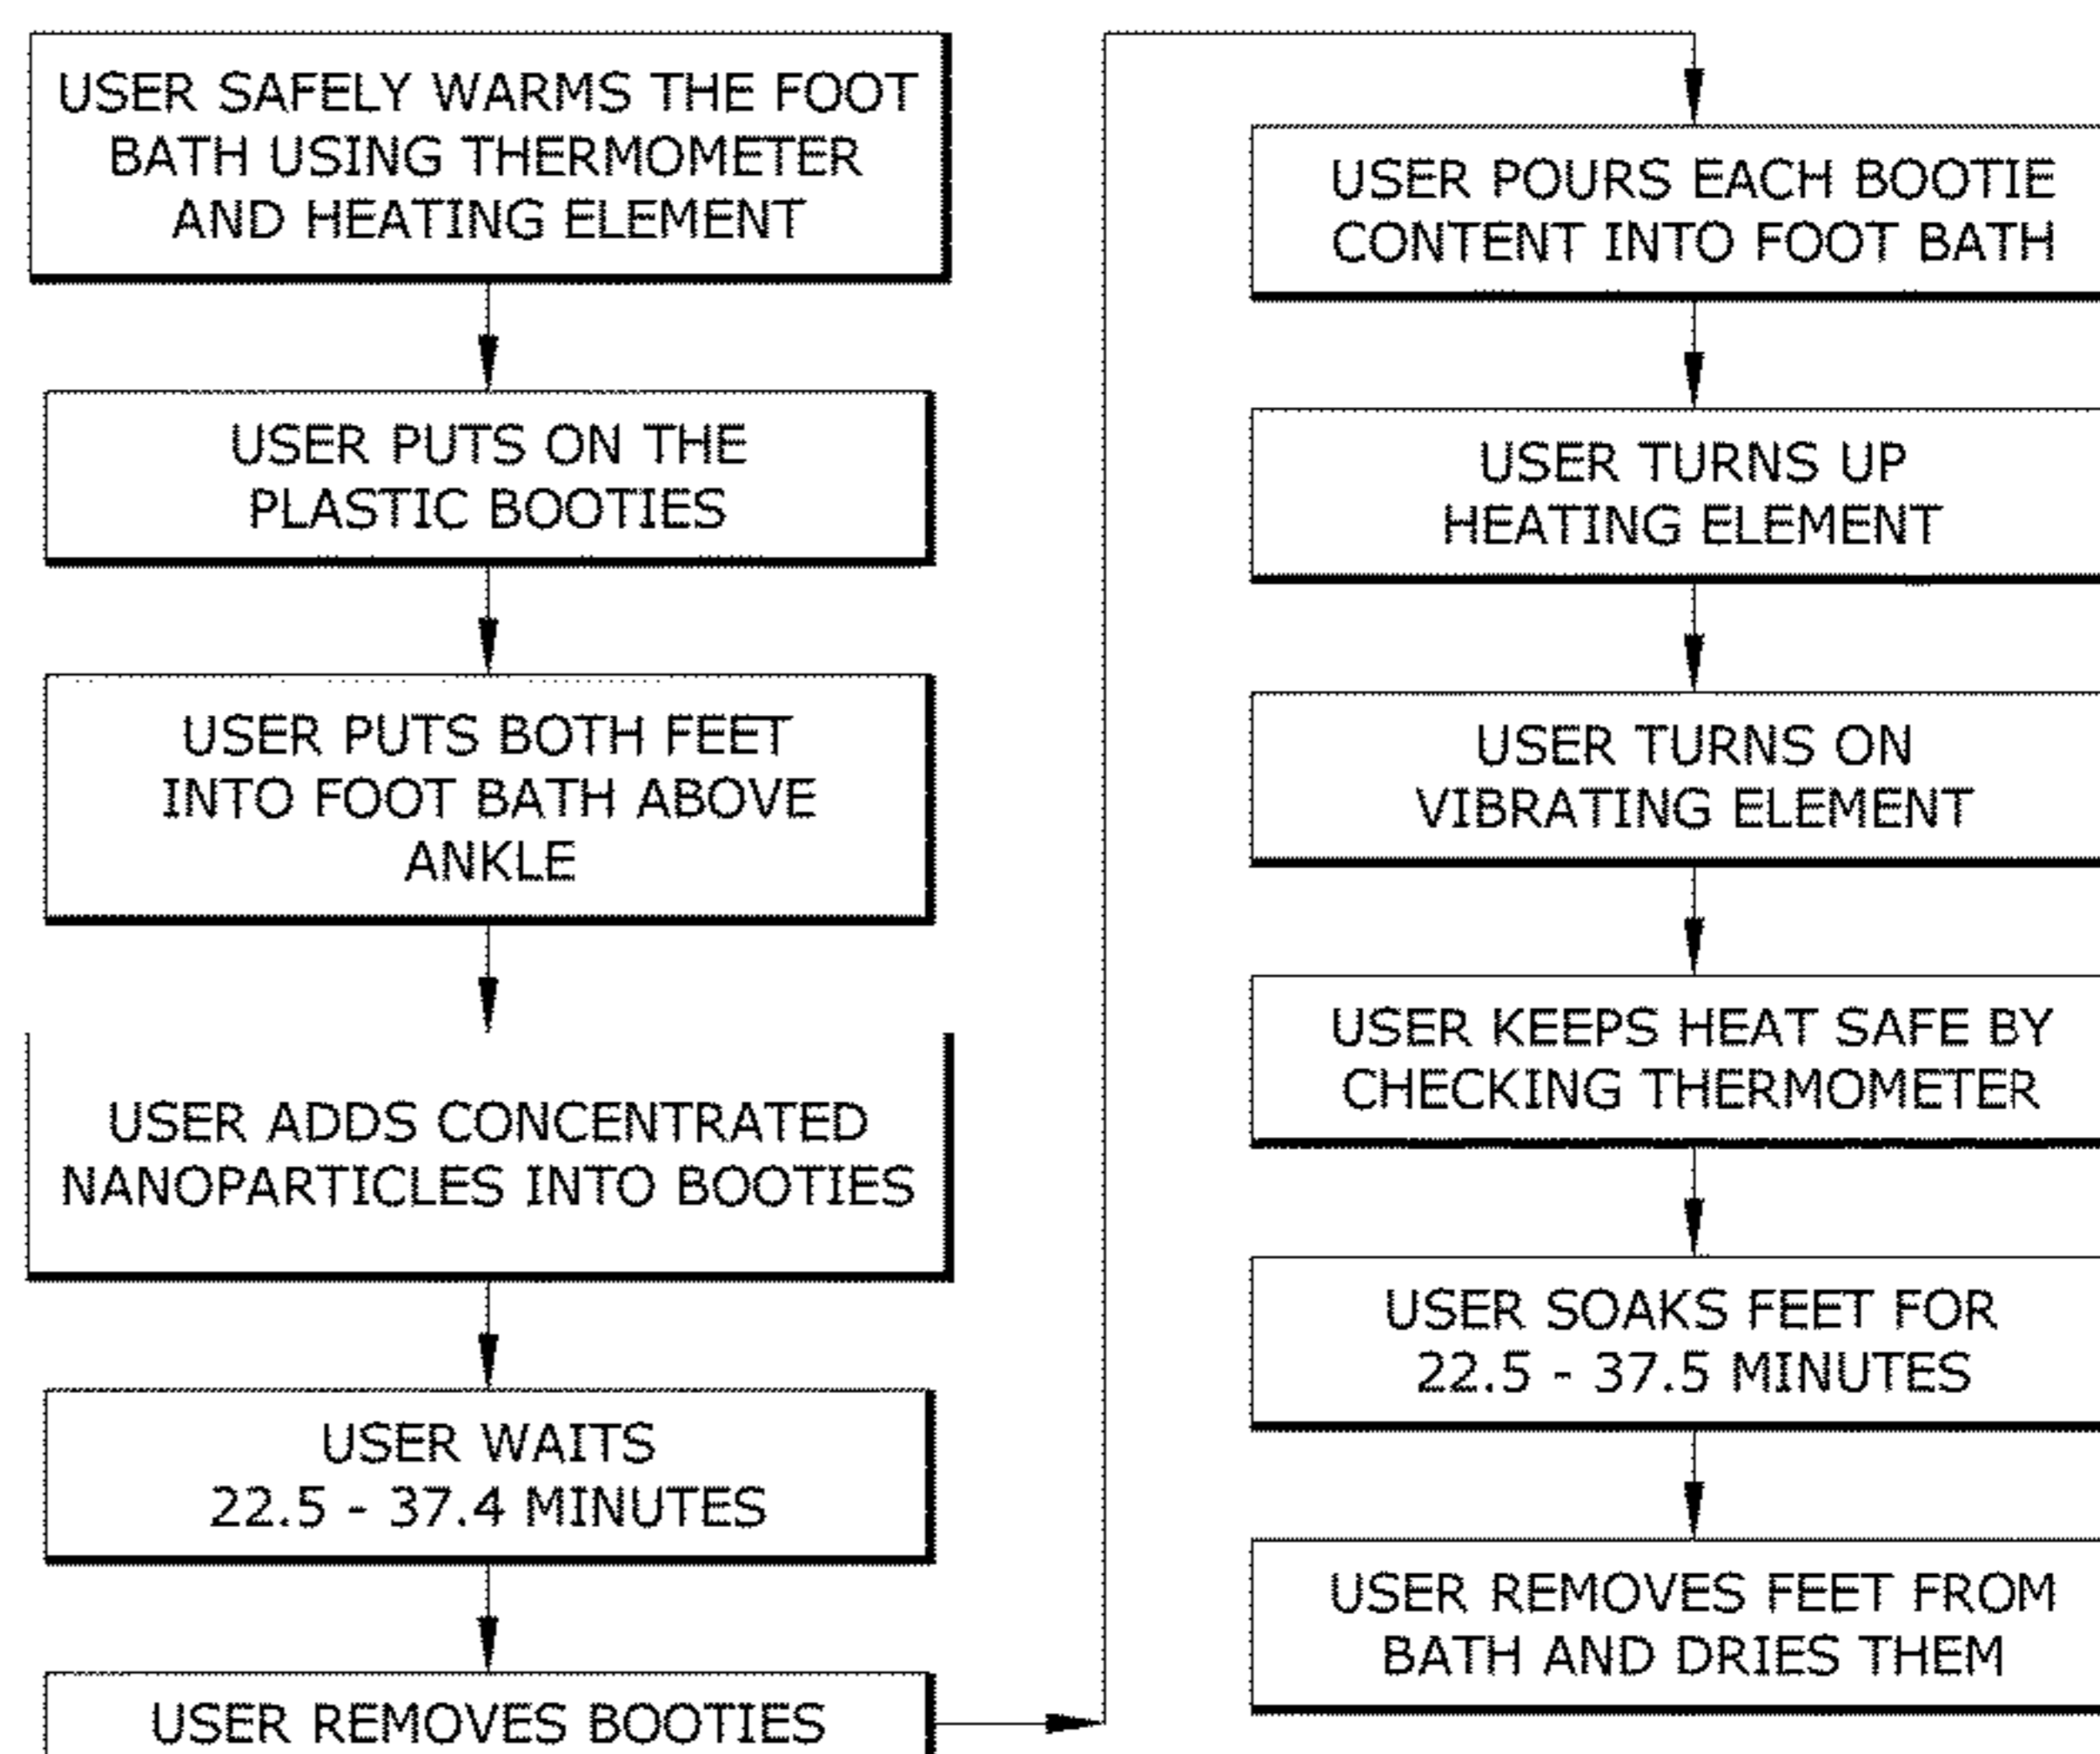 USER SAFELY WARMS THE FOOT
BATH USING THERMOMETER
AND HEATING ELEMENT
USER PUTS ON THE
PLASTIC BOOTIES
USER PUTS BOTH FEET
INTO FOOT BATH ABOVE
ANKLE
USER ADDS CONCENTRATED
NANOPARTICLES INTO BOOTIES
USER WAITS
22.5 - 37.4 MINUTES
USER REMOVES BOOTIES
USER POURS EACH BOOTIE
CONTENT INTO FOOT BATH
USER TURNS UP
HEATING ELEMENT
USER TURNS ON
VIBRATING ELEMENT
USER KEEPS HEAT SAFE BY
CHECKING THERMOMETER
USER SOAKS FEET FOR
22.5 - 37.5 MINUTES
USER REMOVES FEET FROM
BATH AND DRIES THEM